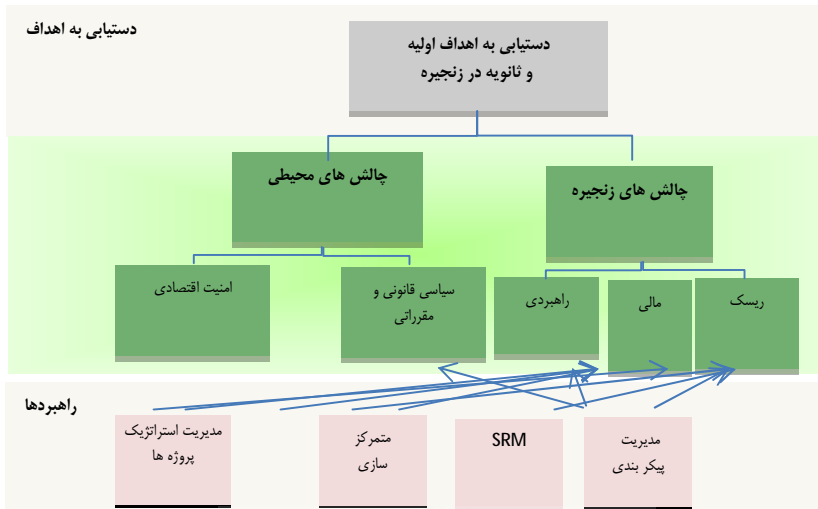 دستیابی به اهداف
دستیابی به اهداف اولیه
و ثانویه در زنجیره
چالش های زنجیره
چالش های محیطی
ریسک
مالی
راهبردی
سیاسی قانونی و
مقرراتی
امنیت اقتصادی
راهبردها
مدیریت
پیکر بندی
SRM
متمرکز
سازی
مدیریت استراتژیک
پروژه ها